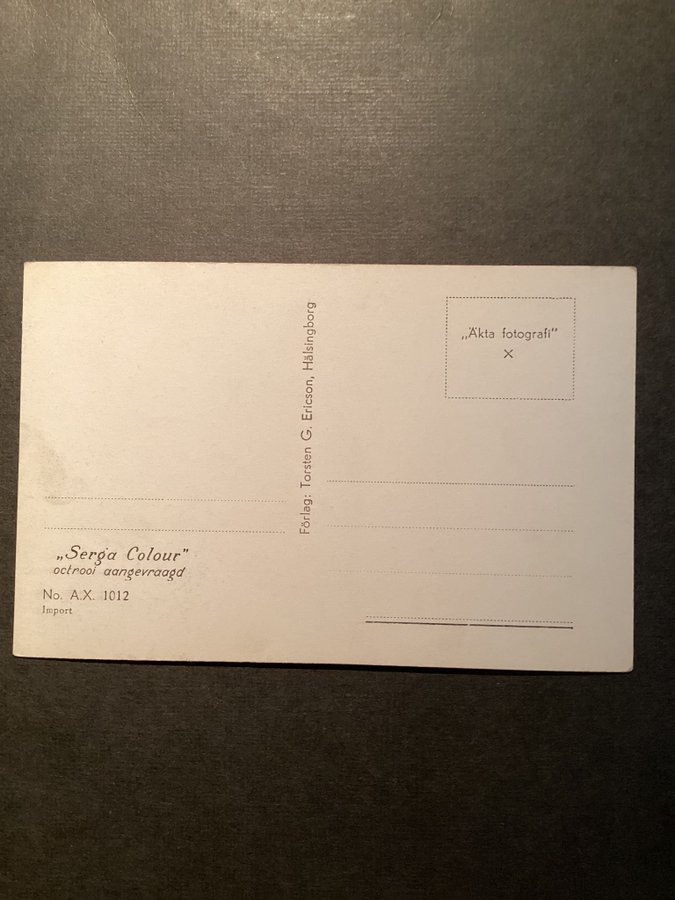 „Äkta fotografi"
×
Förlag: Torsten G. Ericson, Hälsingborg
„Serga Colour"
octrooi aangevraagd
No. A.X. 1012
Import